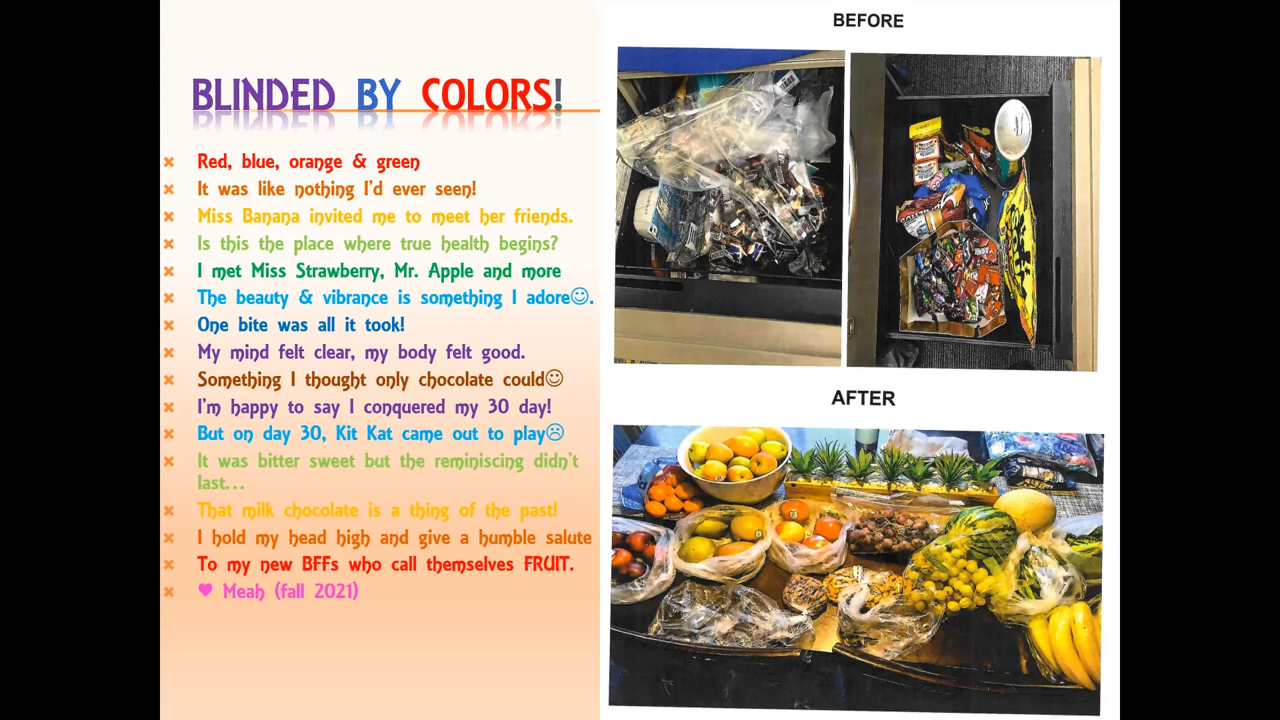 BLINDED BY COLORS!
Red, blue, orange & green
It was like nothing I'd ever seen!
Miss Banana invited me to meet her friends.
Is this the place where true health begins?
I met Miss Strawberry, Mr. Apple and more
The beauty & vibrance is something I adore☺.
One bite was all it took!
My mind felt clear, my body felt good.
Something I thought only chocolate could☺
I'm happy to say I conquered my 30 day!
But on day 30, Kit Kat came out to play☹
It was bitter sweet but the reminiscing didn't
last…
That milk chocolate is a thing of the past!
I hold my head high and give a humble salute
To my new BFFs who call themselves FRUIT.
♥ Meah (fall 2021)
BEFORE
AFTER